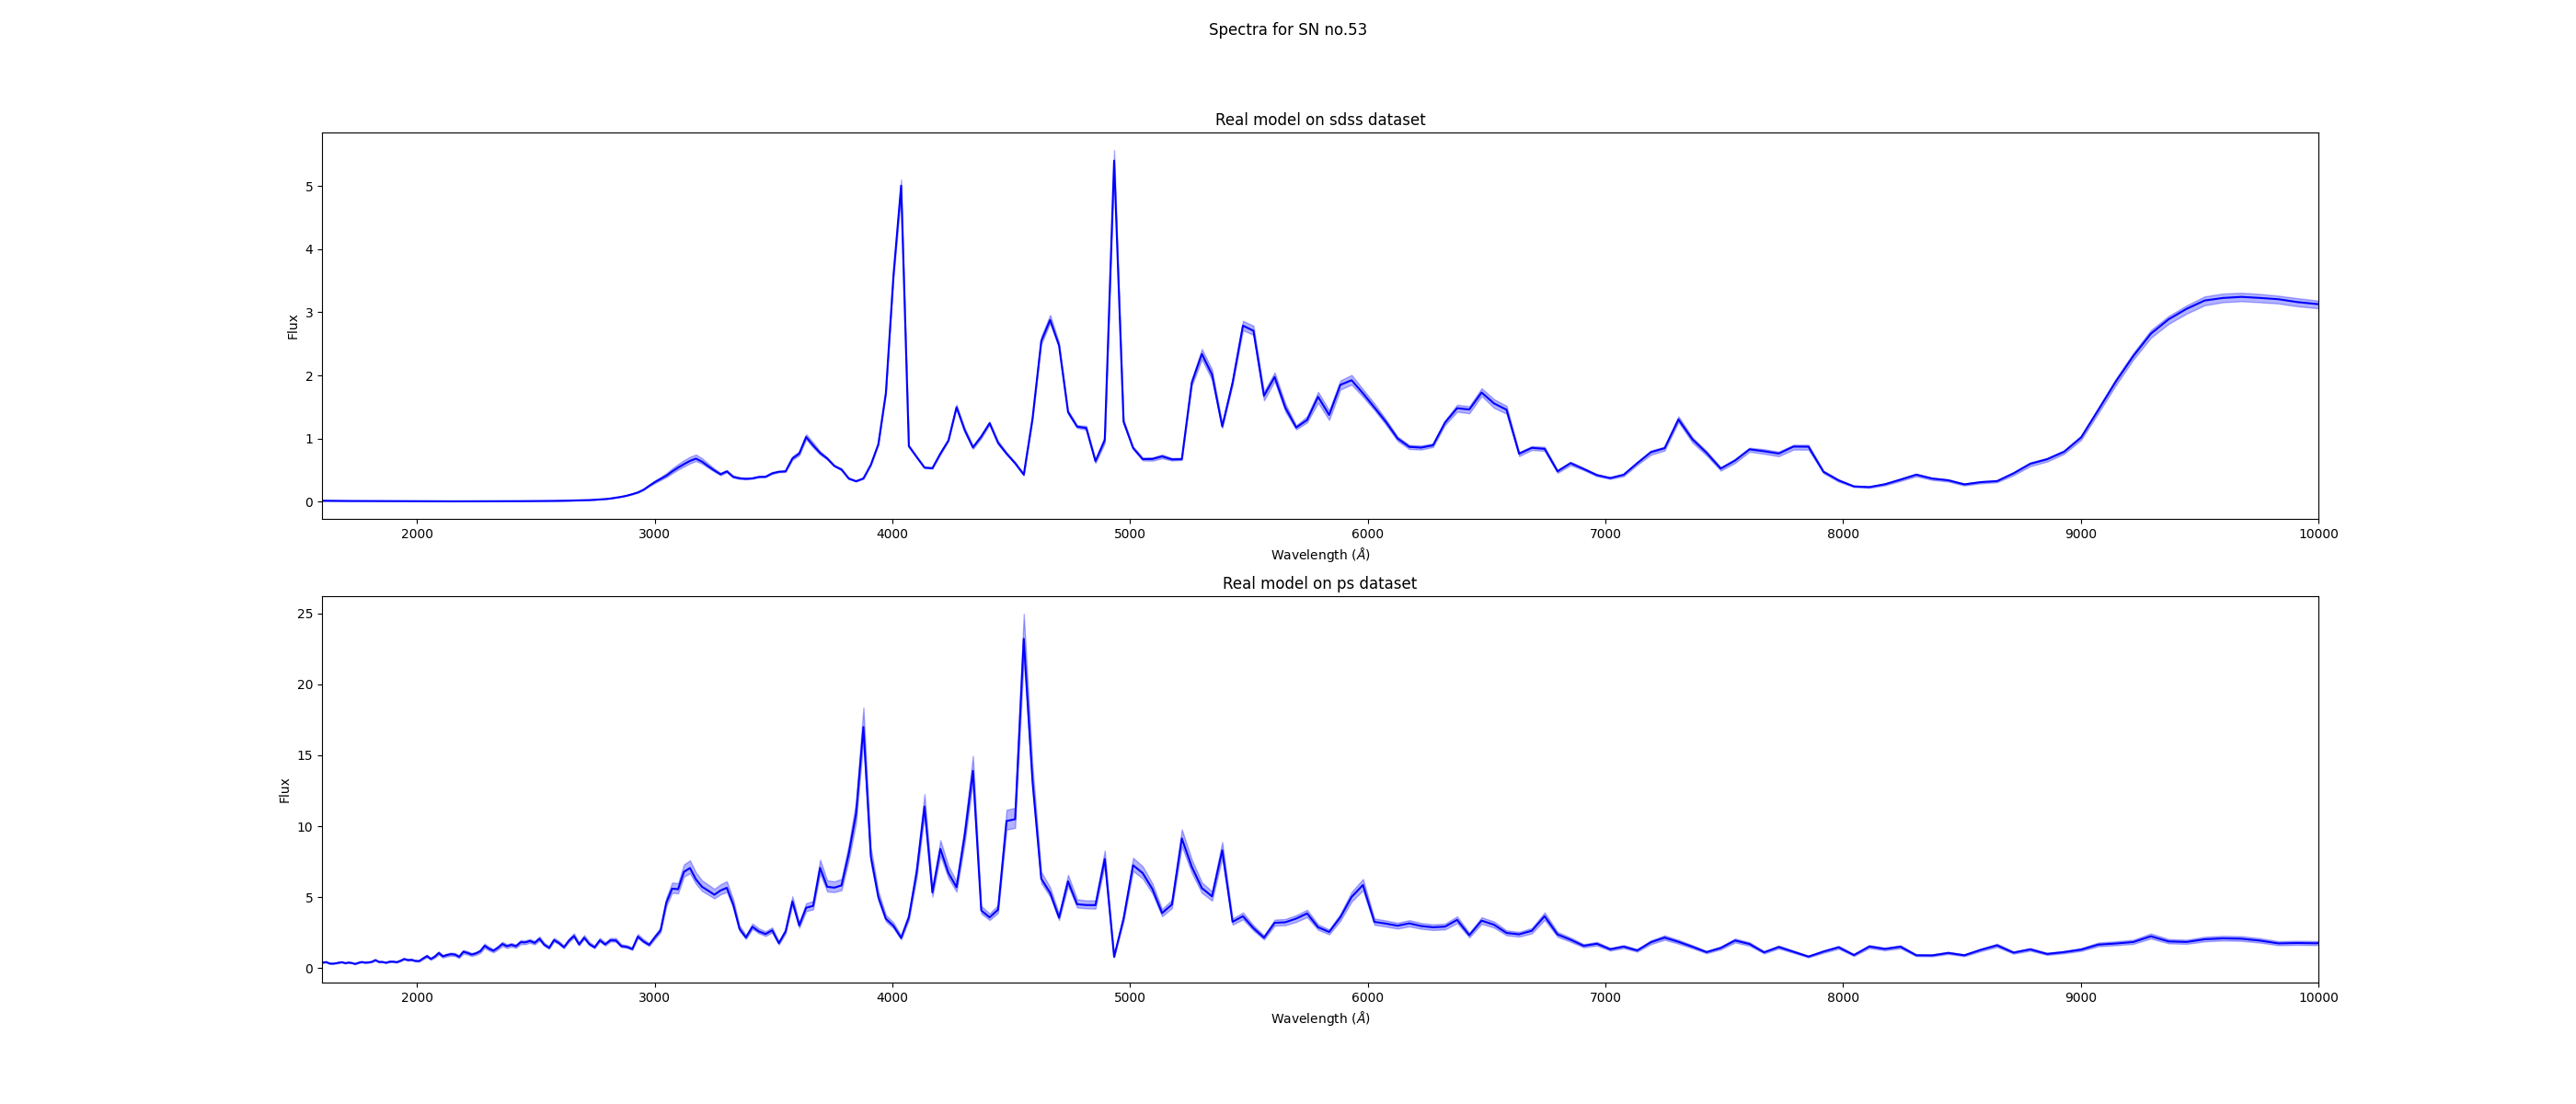 Spectra for SN no.53
Real model on sdss dataset
Flux
5
4
3
2
1
0
2000 3000 4000 5000 6000 7000 8000 9000 10000
Wavelength (Å)
Real model on ps dataset
Flux
25
20
15
10
5
0
2000 3000 4000 5000 6000 7000 8000 9000 10000
Wavelength (Å)